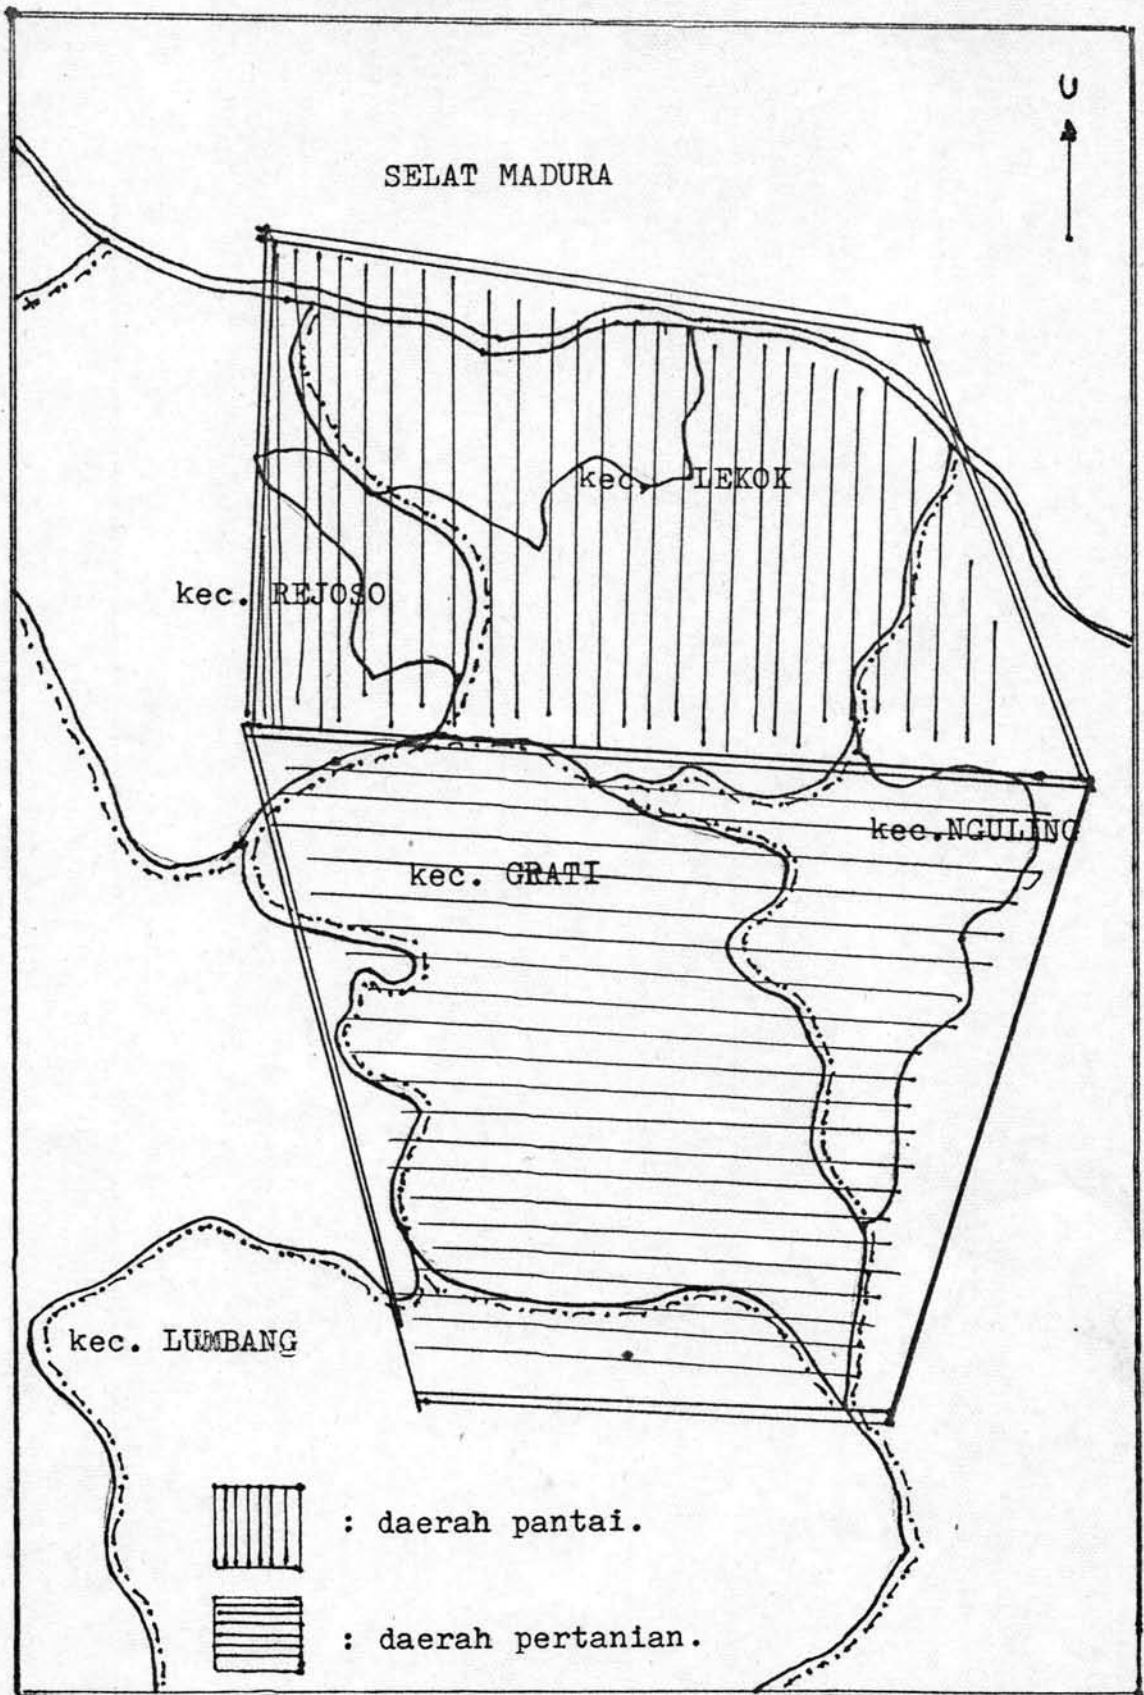 U
SELAT MADURA
kec. LEKOK
kec. REJOSO
kec.NGULING
kec. GRATI
kec. LUMBANG
: daerah pantai.
: daerah pertanian.